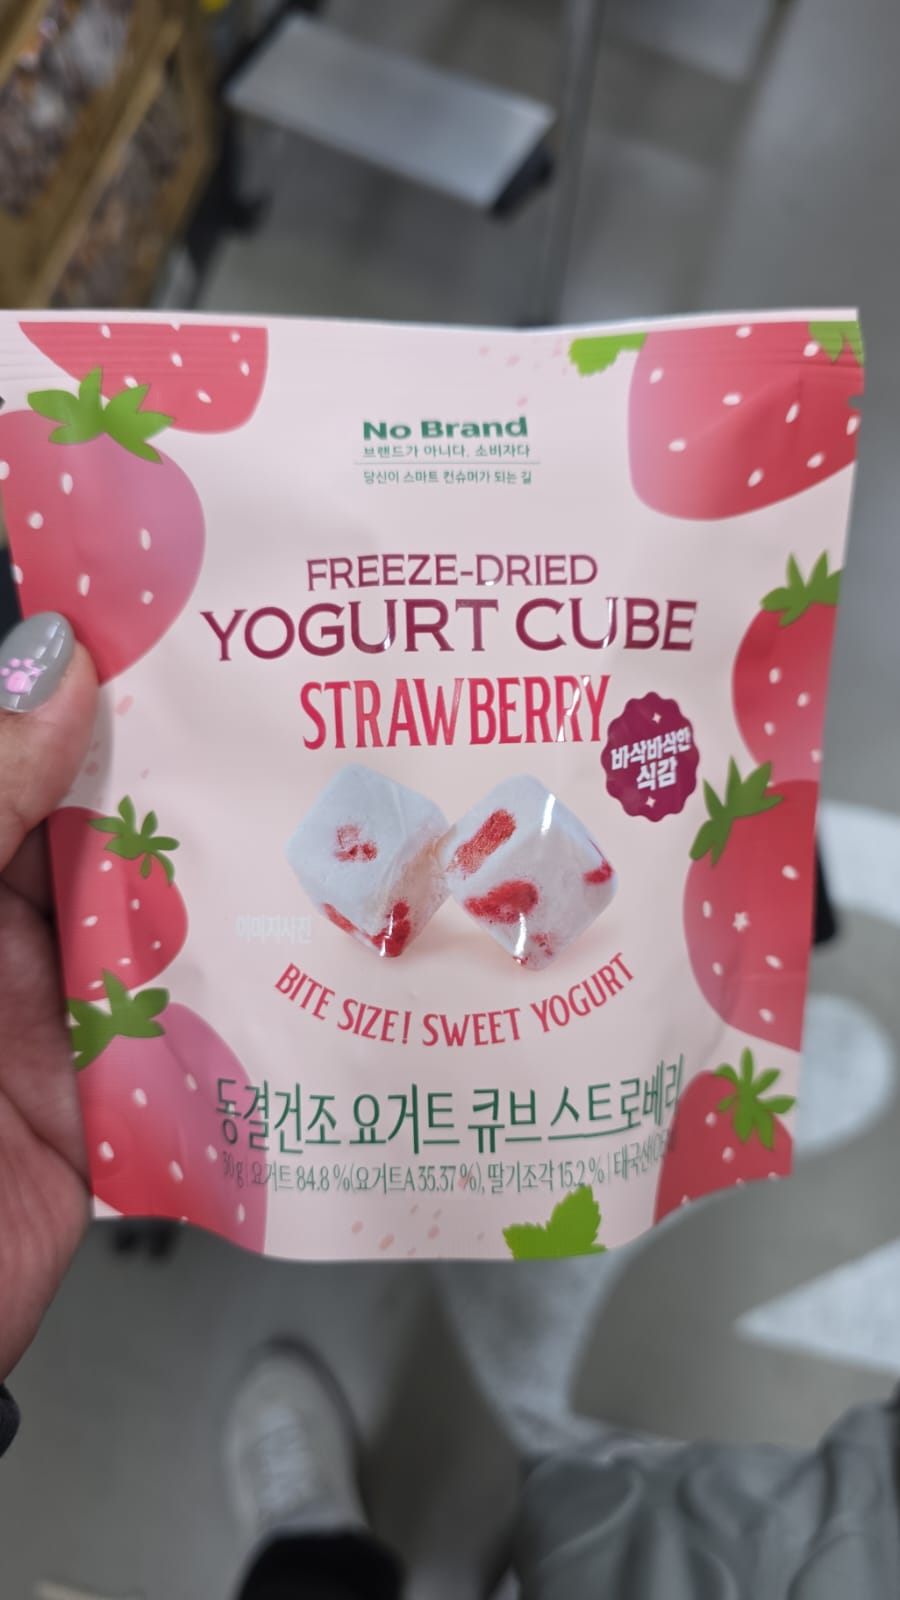 No Brand
브랜드가 아니다. 소비자다
당신이 스마트 컨슈머가 되는 길
FREEZE-DRIED
YOGURT CUBE
STRAWBERRY
바삭바삭한
식감
이미지사진
BITE SIZE! SWEET YOGURT
동결건조 요거트 큐브 스트로베리
요거트 84.8 % (요거트A 35.37 %), 딸기조각 15.2 % | 태국산